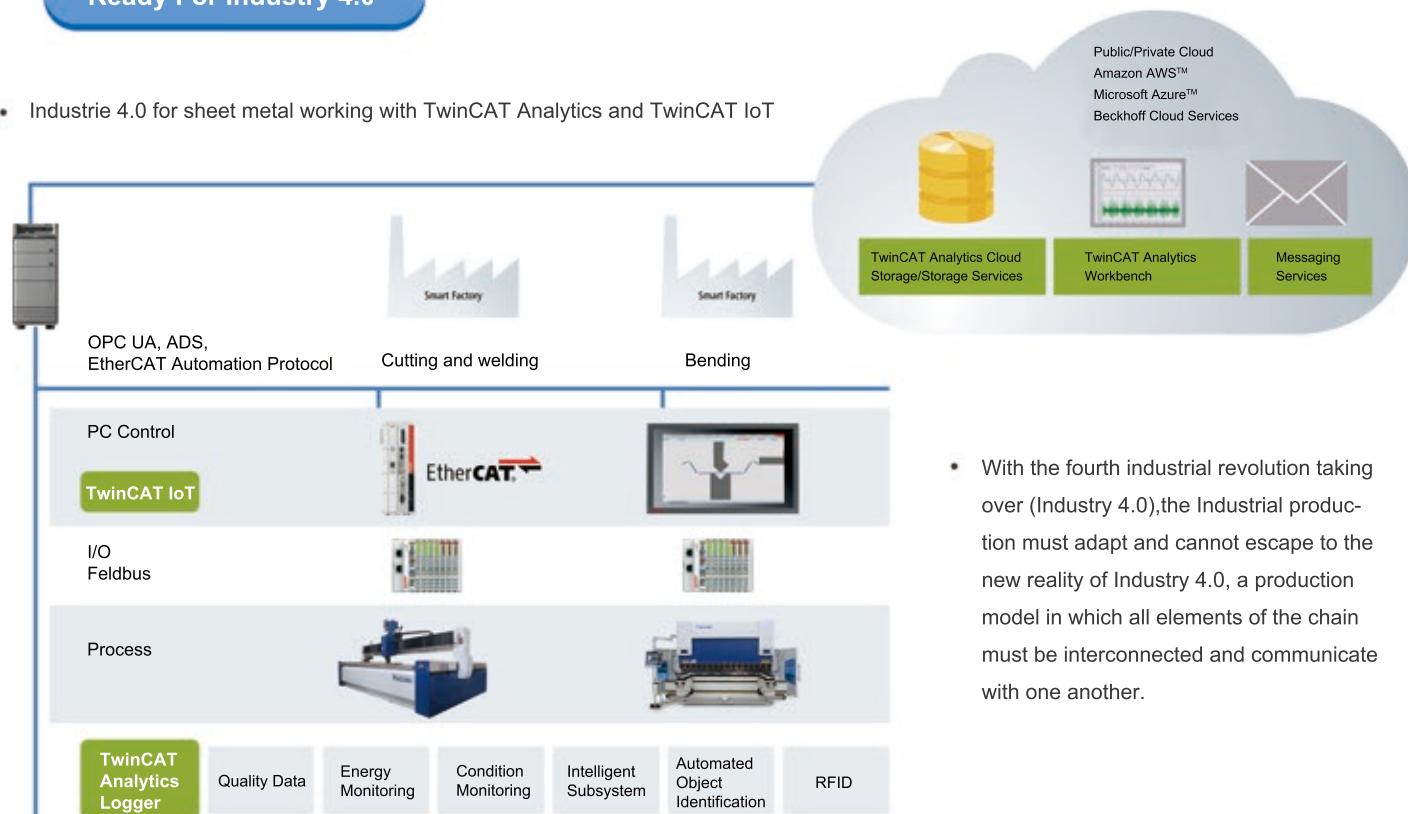 Ready For Industry 4.0
• Industrie 4.0 for sheet metal working with TwinCAT Analytics and TwinCAT IoT
Public/Private Cloud
Amazon AWS™
Microsoft Azure™
Beckhoff Cloud Services
TwinCAT Analytics Cloud
Storage/Storage Services
TwinCAT Analytics
Workbench
Messaging
Services
Smart Factory
Smart Factory
OPC UA, ADS,
EtherCAT Automation Protocol
Cutting and welding
Bending
PC Control
TwinCAT IoT
EtherCAT
I/O
Feldbus
Process
TwinCAT
Analytics
Logger
Quality Data
Energy
Monitoring
Condition
Monitoring
Intelligent
Subsystem
Automated
Object
Identification
RFID
• With the fourth industrial revolution taking
over (Industry 4.0),the Industrial produc-
tion must adapt and cannot escape to the
new reality of Industry 4.0, a production
model in which all elements of the chain
must be interconnected and communicate
with one another.